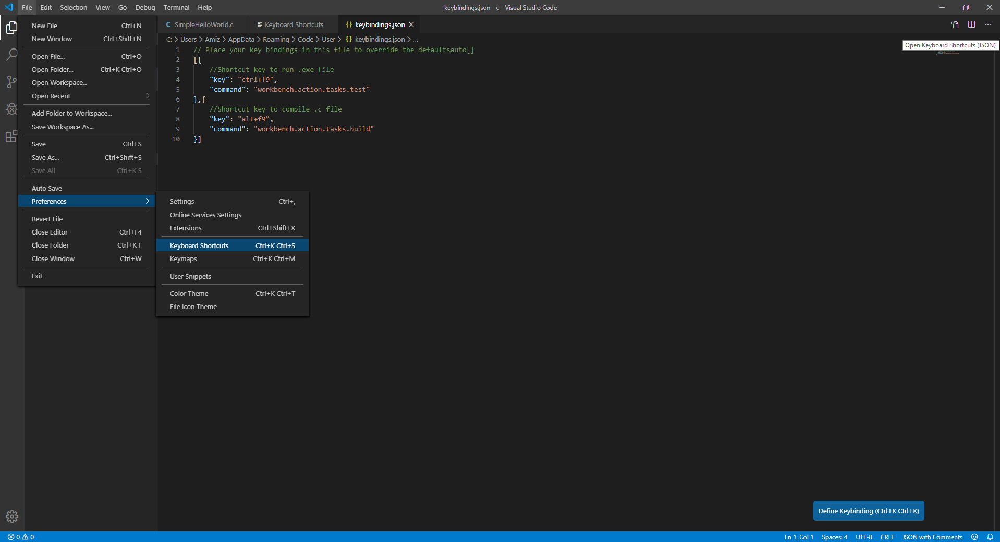 File Edit Selection View Go Debug Terminal Help
keybindings.json - c - Visual Studio Code
New File Ctrl+N
New Window Ctrl+Shift+N
Open File... Ctrl+O
Open Folder... Ctrl+K Ctrl+O
Open Workspace...
Open Recent
Add Folder to Workspace...
Save Workspace As...
Save Ctrl+S
Save As... Ctrl+Shift+S
Save All Ctrl+K S
Auto Save
Preferences
Revert File
Close Editor Ctrl+F4
Close Folder Ctrl+K F
Close Window Ctrl+W
Exit
Settings Ctrl+,
Online Services Settings
Extensions Ctrl+Shift+X
Keyboard Shortcuts Ctrl+K Ctrl+S
Keymaps Ctrl+K Ctrl+M
User Snippets
Color Theme Ctrl+K Ctrl+T
File Icon Theme
C SimpleHelloWorld.c Keyboard Shortcuts {} keybindings.json
C: > Users > Amiz > AppData > Roaming > Code > User > {} keybindings.json > ...
Open Keyboard Shortcuts (JSON)
1 // Place your key bindings in this file to override the defaultsauto[]
2 [{
3 //Shortcut key to run .exe file
4 "key": "ctrl+f9",
5 "command": "workbench.action.tasks.test"
6 },{
7 //Shortcut key to compile .c file
8 "key": "alt+f9",
9 "command": "workbench.action.tasks.build"
10 }]
Define Keybinding (Ctrl+K Ctrl+K)
0 0
Ln 1, Col 1 Spaces: 4 UTF-8 CRLF JSON with Comments